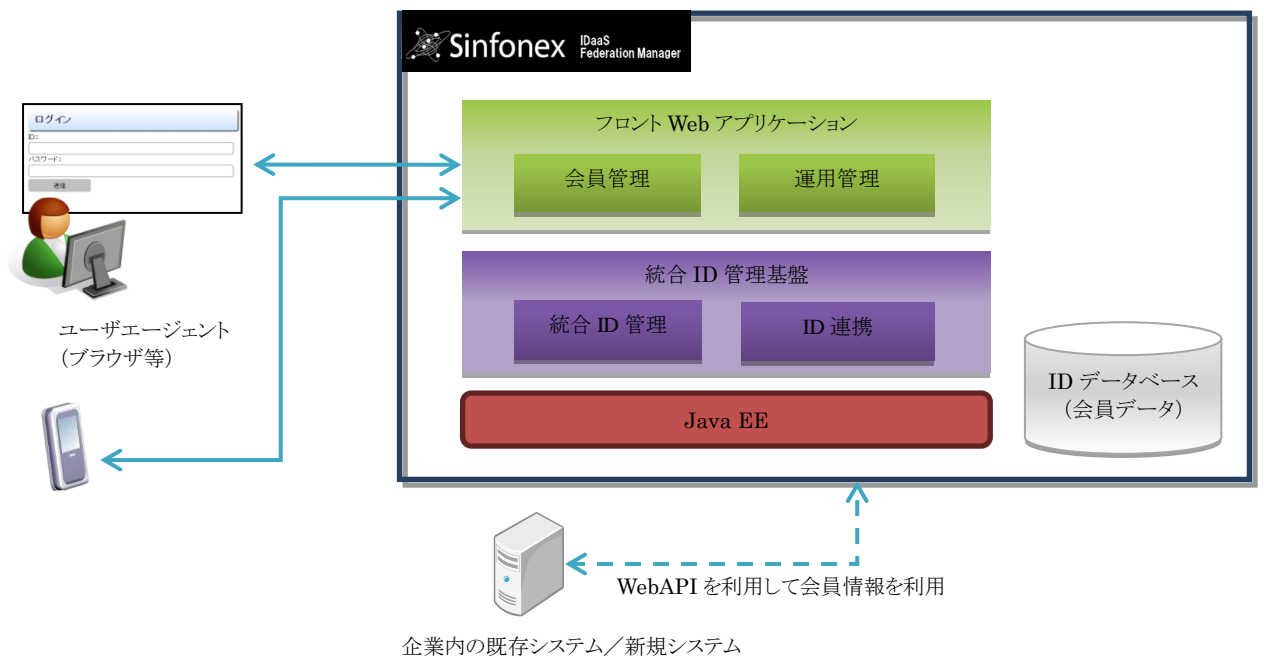 Sinfonex IDaaS
Federation Manager
ログイン
ID:
パスワード:
送信
フロント Web アプリケーション
会員管理
運用管理
統合 ID 管理基盤
統合 ID 管理
ID 連携
Java EE
ID データベース
（会員データ）
ユーザエージェント
（ブラウザ等）
WebAPI を利用して会員情報を利用
企業内の既存システム／新規システム